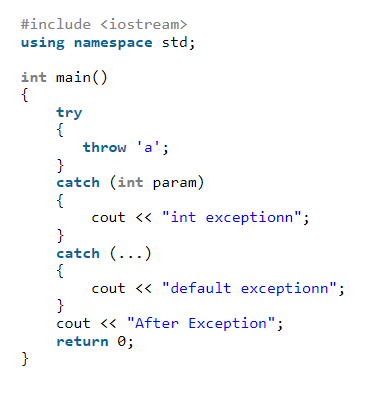 #include <iostream>
using namespace std;

int main()
{
    try
    {
       throw 'a';
    }
    catch (int param)
    {
        cout << "int exceptionn";
    }
    catch (...)
    {
        cout << "default exceptionn";
    }
    cout << "After Exception";
    return 0;
}